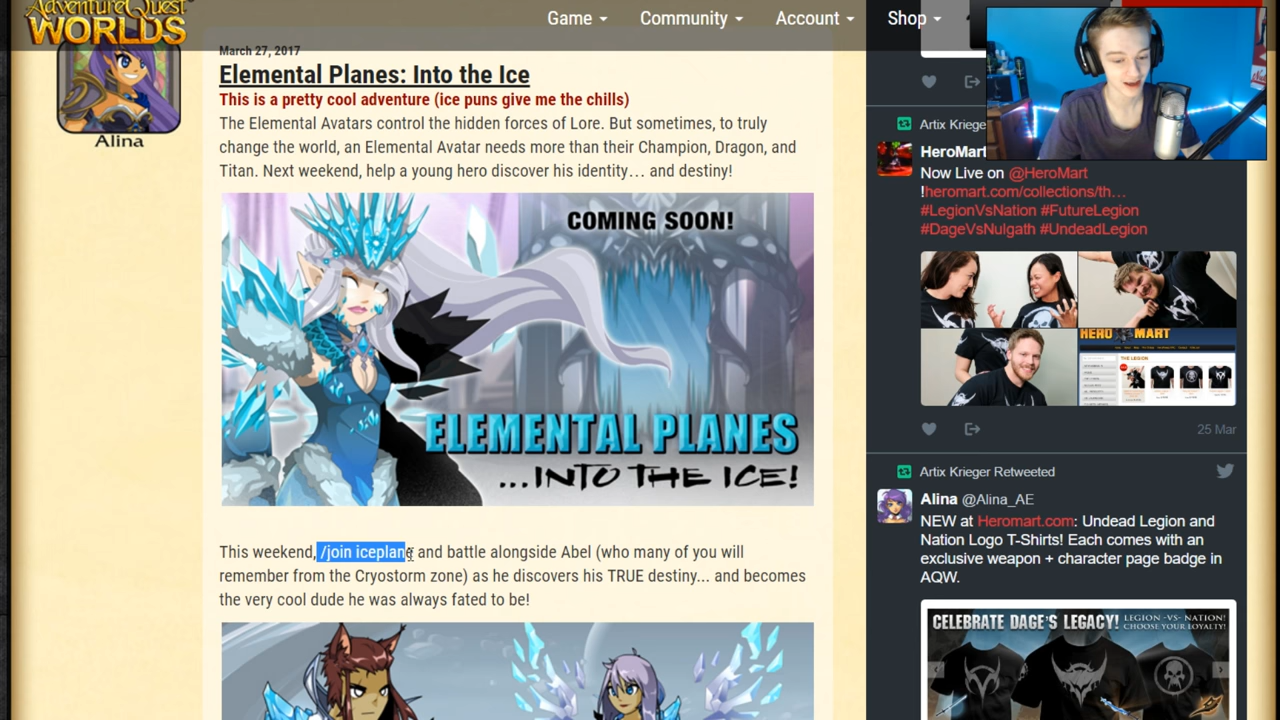 AdventureQuest
WORLDS
Game
Community
Account
Shop
Alina
March 27, 2017
Elemental Planes: Into the Ice
This is a pretty cool adventure (ice puns give me the chills)
The Elemental Avatars control the hidden forces of Lore. But sometimes, to truly
change the world, an Elemental Avatar needs more than their Champion, Dragon, and
Titan. Next weekend, help a young hero discover his identity… and destiny!
COMING SOON!
ELEMENTAL PLANES
...INTO THE ICE!
This weekend, /join iceplane and battle alongside Abel (who many of you will
remember from the Cryostorm zone) as he discovers his TRUE destiny... and becomes
the very cool dude he was always fated to be!
Artix Kriege
HeroMart
Now Live on @HeroMart
!heromart.com/collections/th…
#LegionVsNation #FutureLegion
#DageVsNulgath #UndeadLegion
HERO MART
THE LEGION
25 Mar
Artix Krieger Retweeted
Alina @Alina_AE
NEW at Heromart.com: Undead Legion and
Nation Logo T-Shirts! Each comes with an
exclusive weapon + character page badge in
AQW.
CELEBRATE DAGE'S LEGACY!
LEGION -VS- NATION!
CHOOSE YOUR LOYALTY!